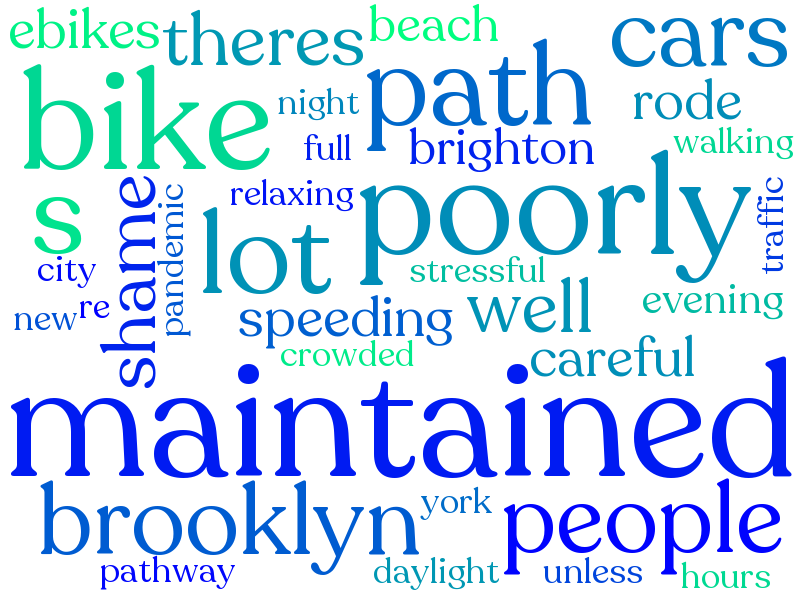 ebikes
theres
beach
cars
bike
night
path
rode
full
brighton
walking
relaxing
s
shame
pandemic
lot
poorly
traffic
city
stressful
new
re
speeding
well
evening
crowded
careful
maintained
brooklyn
york
people
pathway
daylight
unless
hours